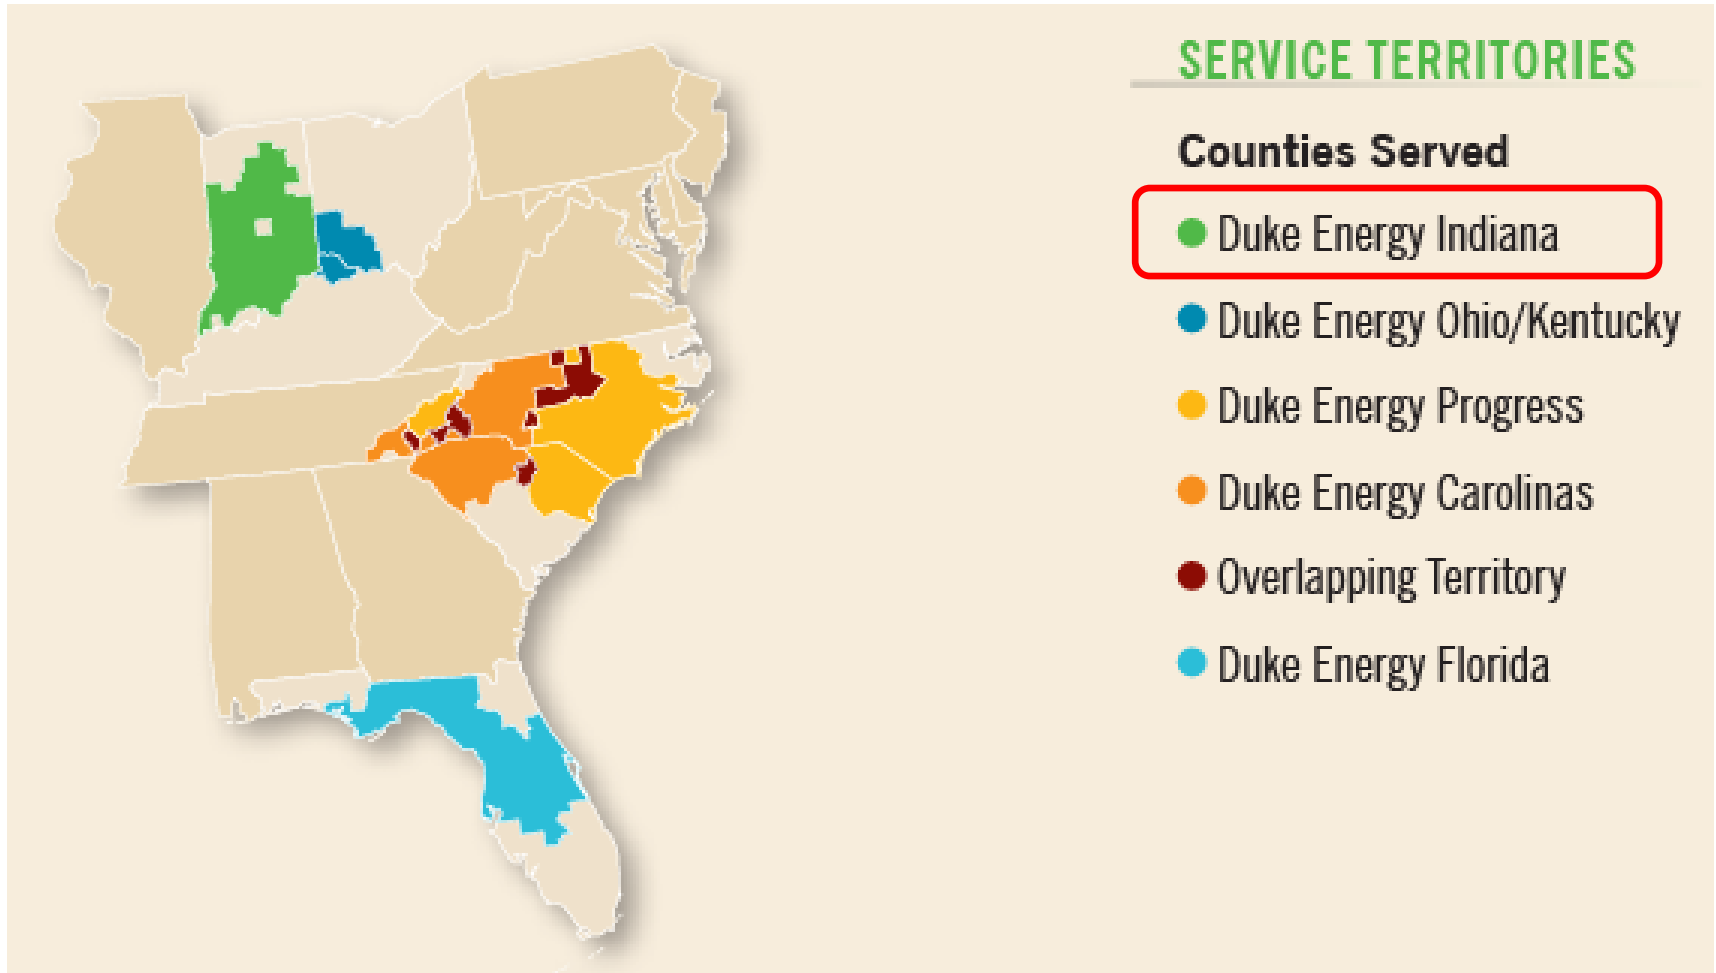 SERVICE TERRITORIES
Counties Served
Duke Energy Indiana
Duke Energy Ohio/Kentucky
Duke Energy Progress
Duke Energy Carolinas
Overlapping Territory
Duke Energy Florida